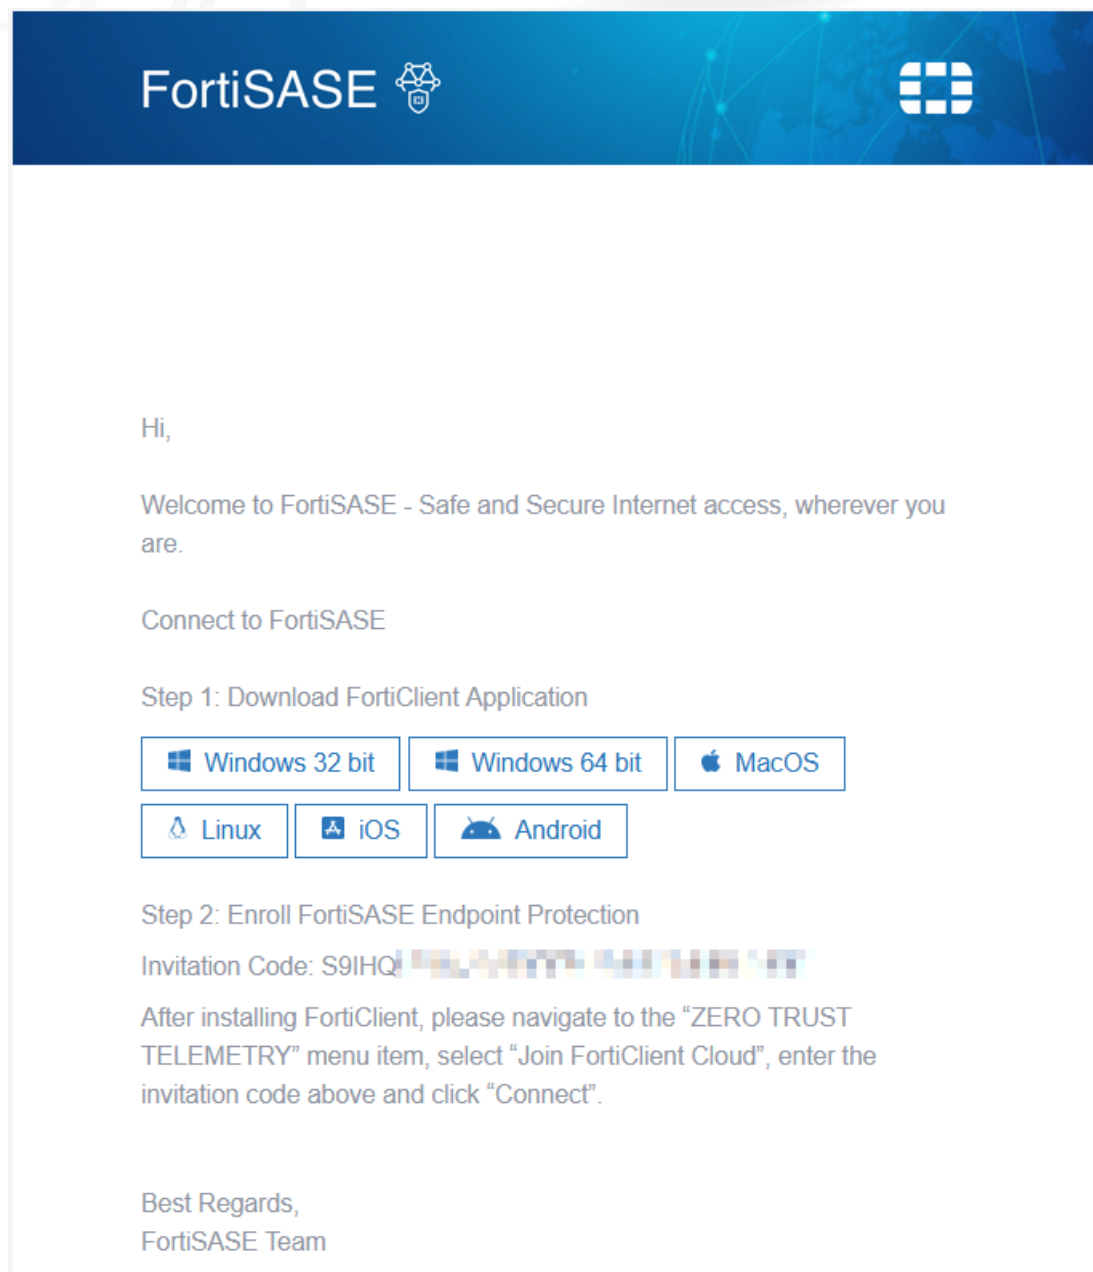 FortiSASE
Hi,
Welcome to FortiSASE - Safe and Secure Internet access, wherever you
are.
Connect to FortiSASE
Step 1: Download FortiClient Application
Windows 32 bit
Windows 64 bit
MacOS
Linux
iOS
Android
Step 2: Enroll FortiSASE Endpoint Protection
Invitation Code: S9IHQ
After installing FortiClient, please navigate to the “ZERO TRUST
TELEMETRY” menu item, select “Join FortiClient Cloud”, enter the
invitation code above and click “Connect”.
Best Regards,
FortiSASE Team